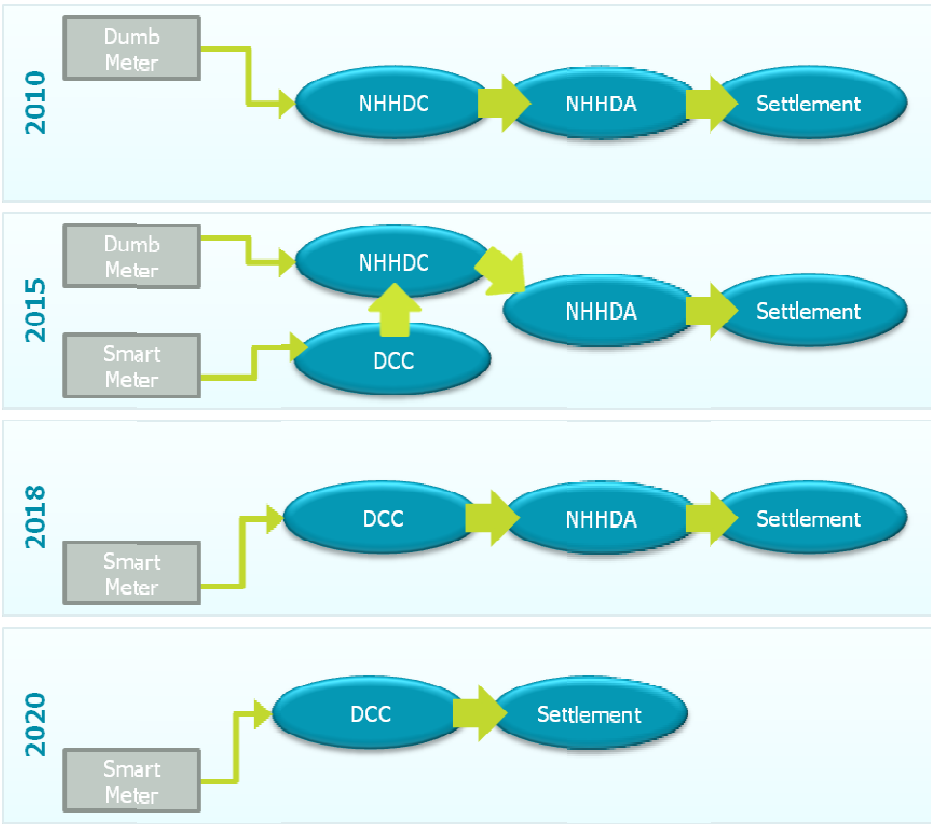 2010
Dumb
Meter
NHHDC
NHHDA
Settlement
2015
Dumb
Meter
NHHDC
NHHDA
Settlement
Smart
Meter
DCC
2018
DCC
NHHDA
Settlement
Smart
Meter
2020
DCC
Settlement
Smart
Meter